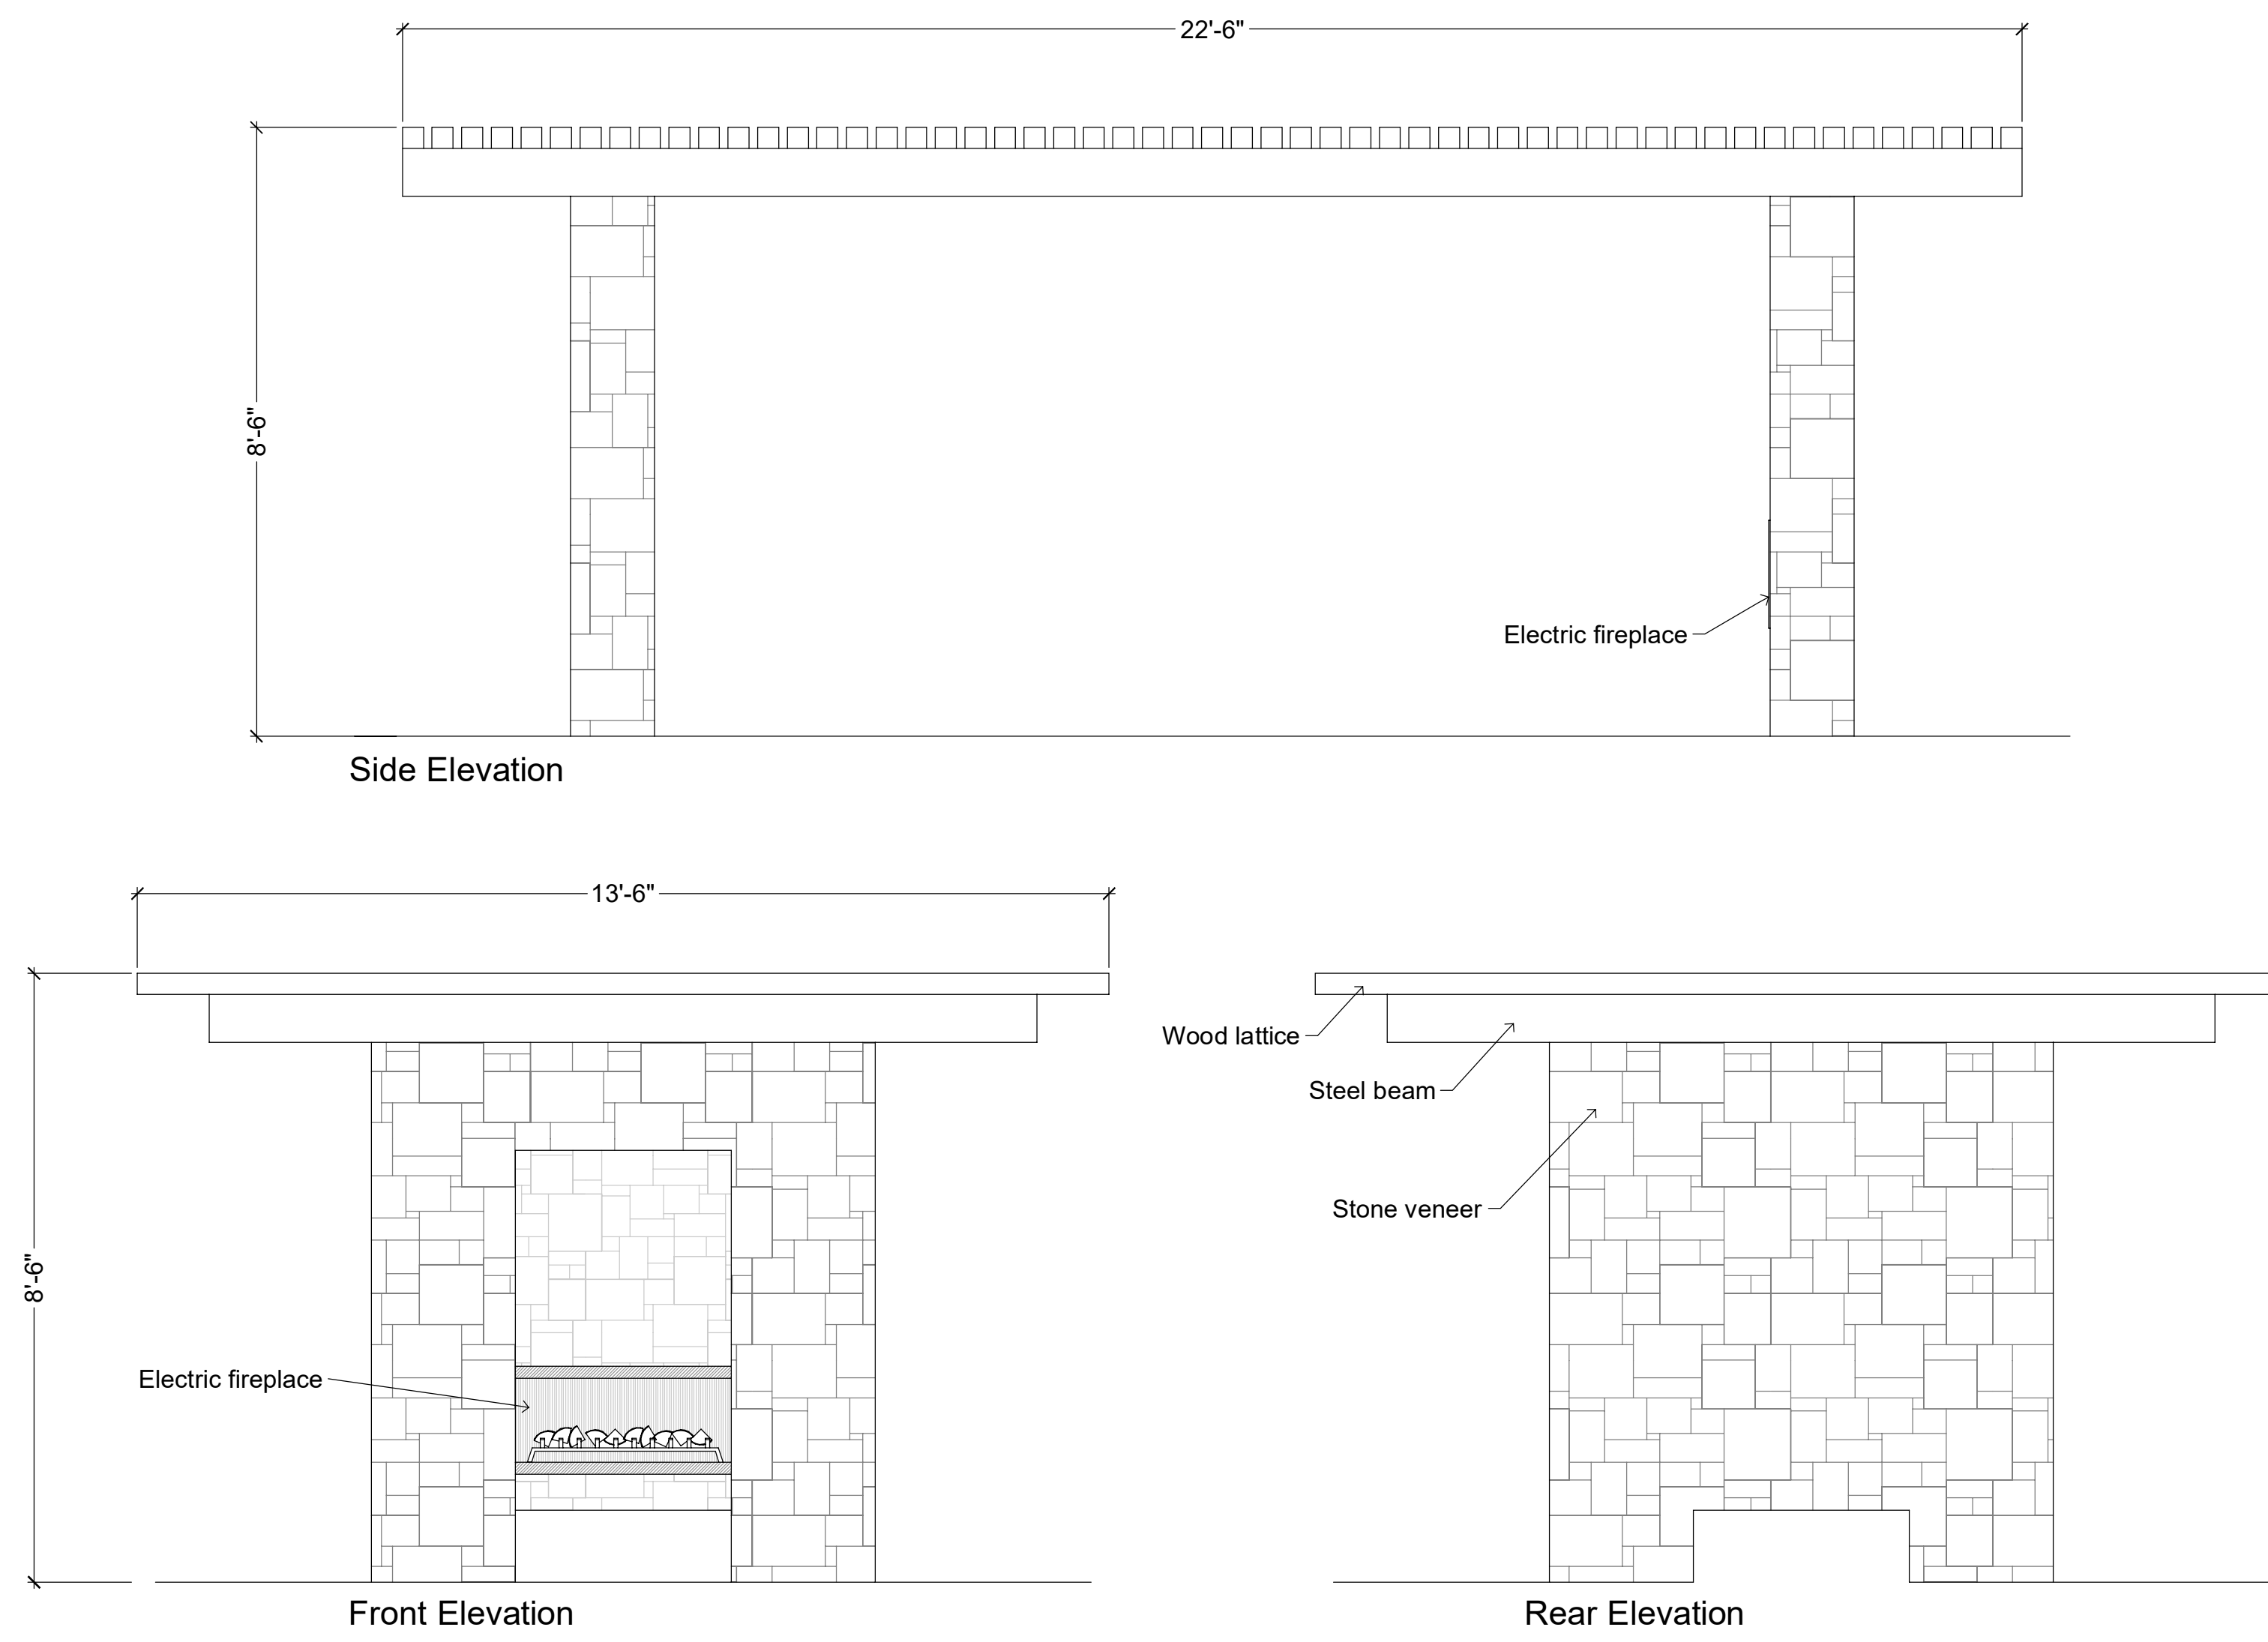 22'-6"
8'-6"
Electric fireplace
Side Elevation
13'-6"
8'-6"
Electric fireplace
Front Elevation
Wood lattice
Steel beam
Stone veneer
Rear Elevation